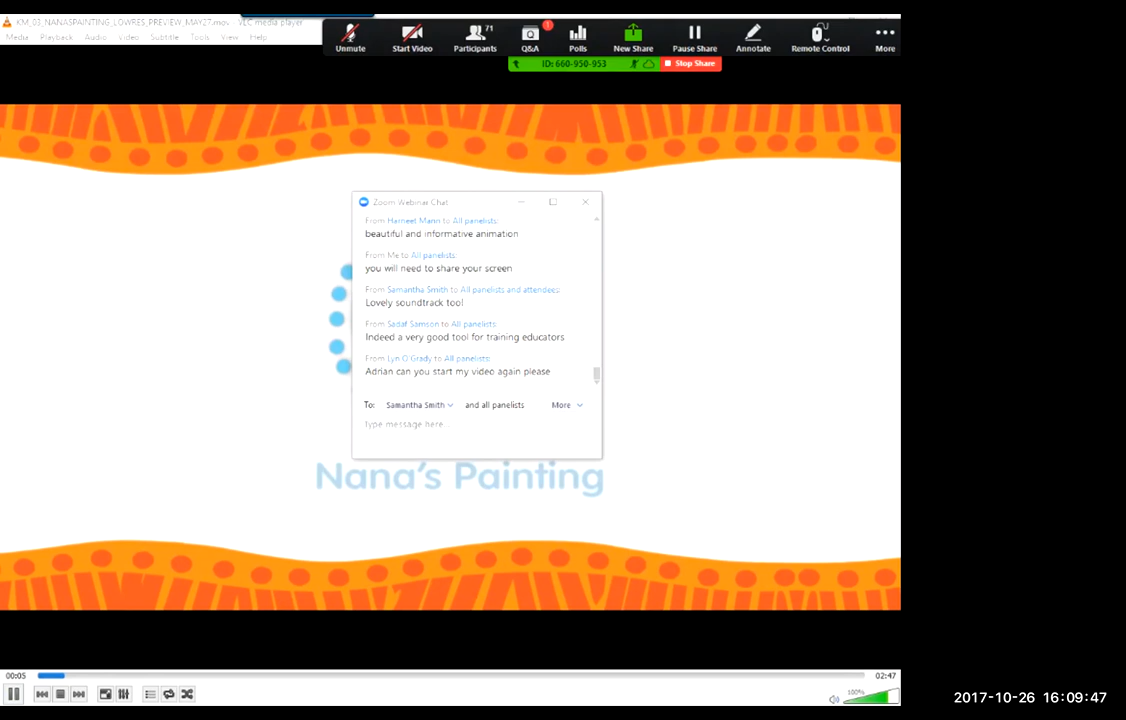 KM_03_NANASPAINTING_LOWRES_PREVIEW_MAY27.mov - VLC media player
Media Playback Audio Video Subtitle Tools View Help
71
1
Unmute Start Video Participants Q&A Polls New Share Pause Share Annotate Remote Control More
ID: 660-950-953 Stop Share
Zoom Webinar Chat
From Harneet Mann to All panelists:
beautiful and informative animation
From Me to All panelists:
you will need to share your screen
From Samantha Smith to All panelists and attendees:
Lovely soundtrack too!
From Sadaf Samson to All panelists:
Indeed a very good tool for training educators
From Lyn O'Grady to All panelists:
Adrian can you start my video again please
To: Samantha Smith and all panelists More
Type message here...
Nana's Painting
00:05 02:47
100%
2017-10-26 16:09:47